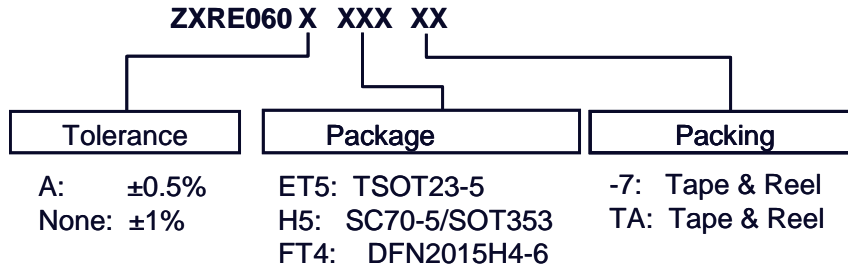 ZXRE060 X XXX XX
Tolerance Package Packing
A: ±0.5% ET5: TSOT23-5 -7: Tape & Reel
None: ±1% H5: SC70-5/SOT353 TA: Tape & Reel
FT4: DFN2015H4-6